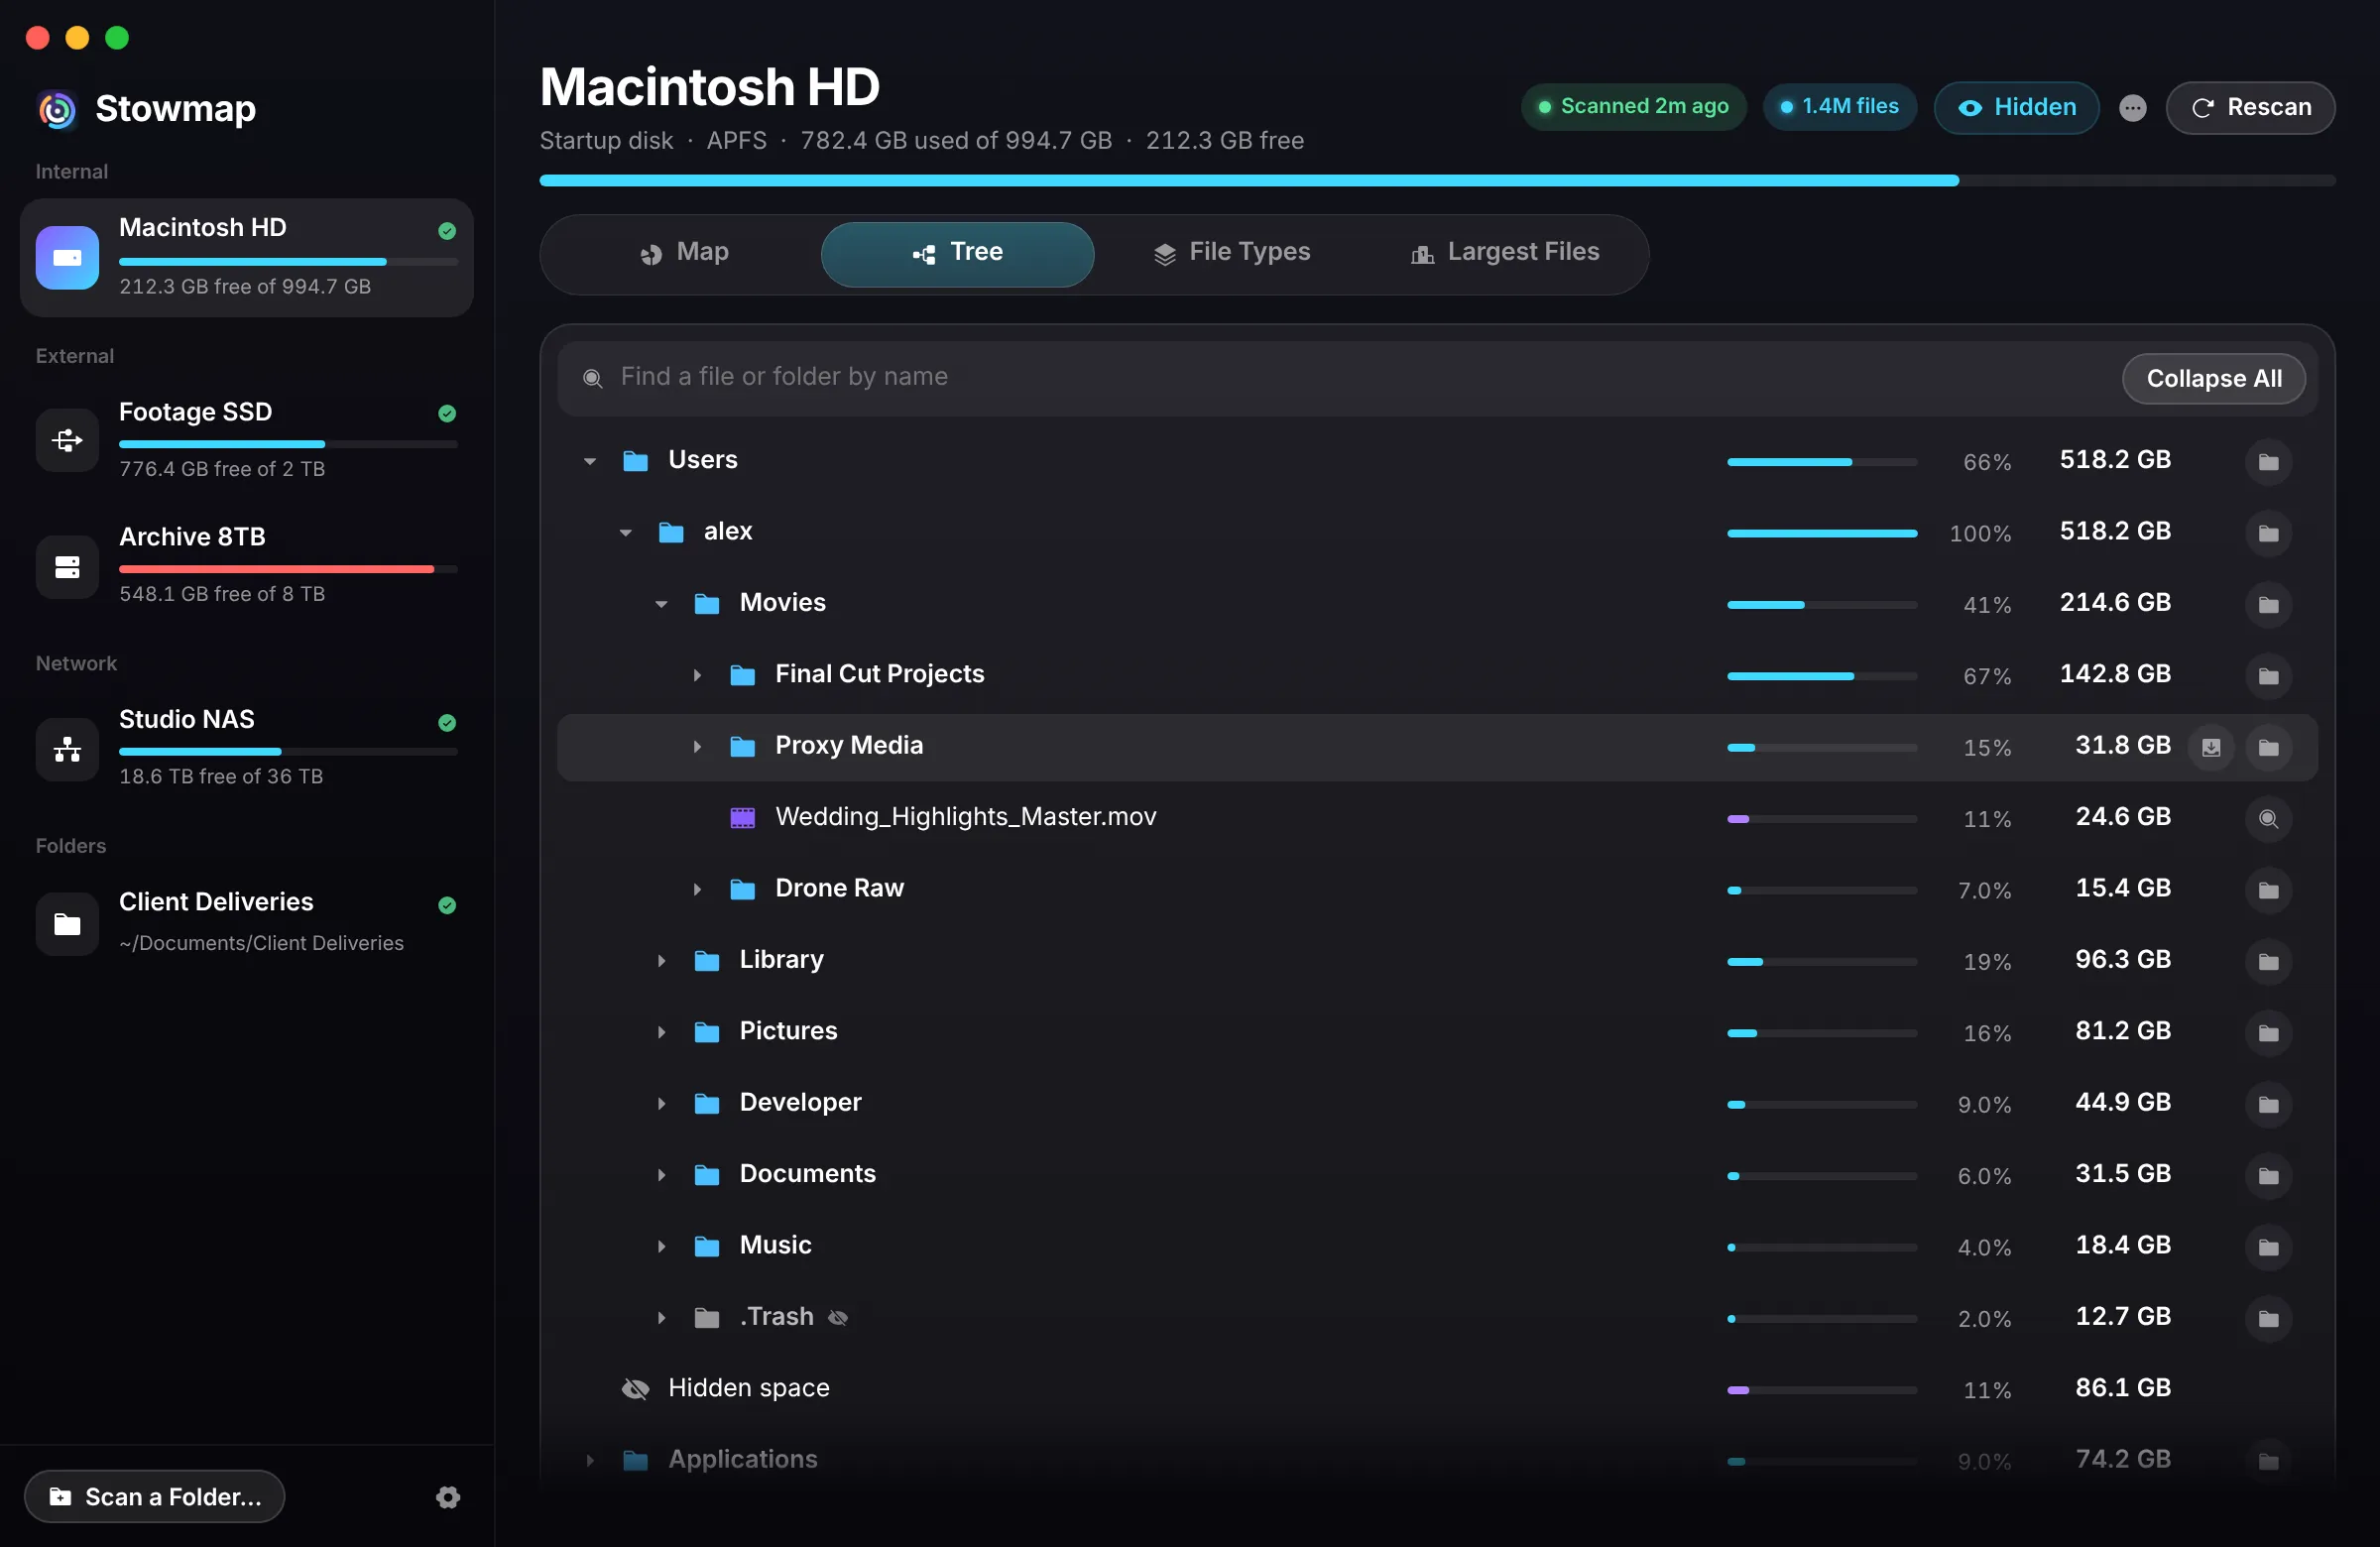 Stowmap
Internal
Macintosh HD
212.3 GB free of 994.7 GB
External
Footage SSD
776.4 GB free of 2 TB
Archive 8TB
548.1 GB free of 8 TB
Network
Studio NAS
18.6 TB free of 36 TB
Folders
Client Deliveries
~/Documents/Client Deliveries
Scan a Folder...
Macintosh HD
Startup disk · APFS · 782.4 GB used of 994.7 GB · 212.3 GB free
Scanned 2m ago 1.4M files Hidden Rescan
Map Tree File Types Largest Files
Find a file or folder by name Collapse All
Users 66% 518.2 GB
alex 100% 518.2 GB
Movies 41% 214.6 GB
Final Cut Projects 67% 142.8 GB
Proxy Media 15% 31.8 GB
Wedding_Highlights_Master.mov 11% 24.6 GB
Drone Raw 7.0% 15.4 GB
Library 19% 96.3 GB
Pictures 16% 81.2 GB
Developer 9.0% 44.9 GB
Documents 6.0% 31.5 GB
Music 4.0% 18.4 GB
.Trash 2.0% 12.7 GB
Hidden space 11% 86.1 GB
Applications 9.0% 74.2 GB